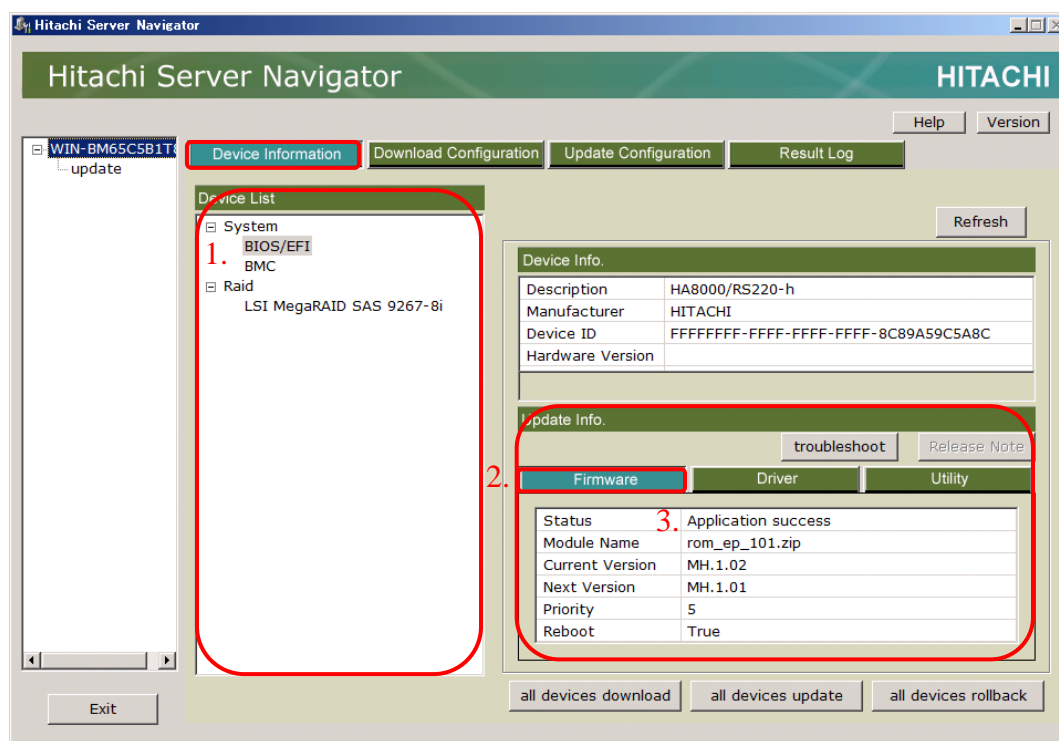 Hitachi Server Navigator
Hitachi Server Navigator
HITACHI
Help
Version
WIN-BM65C5B1T
update
Device Information
Download Configuration
Update Configuration
Result Log
Device List
System
1.
BIOS/EFI
BMC
Raid
LSI MegaRAID SAS 9267-8i
Refresh
Device Info.
Description HA8000/RS220-h
Manufacturer HITACHI
Device ID FFFFFFFF-FFFF-FFFF-FFFF-8C89A59C5A8C
Hardware Version
Update Info.
troubleshoot
Release Note
2.
Firmware
Driver
Utility
3.
Status Application success
Module Name rom_ep_101.zip
Current Version MH.1.02
Next Version MH.1.01
Priority 5
Reboot True
all devices download
all devices update
all devices rollback
Exit